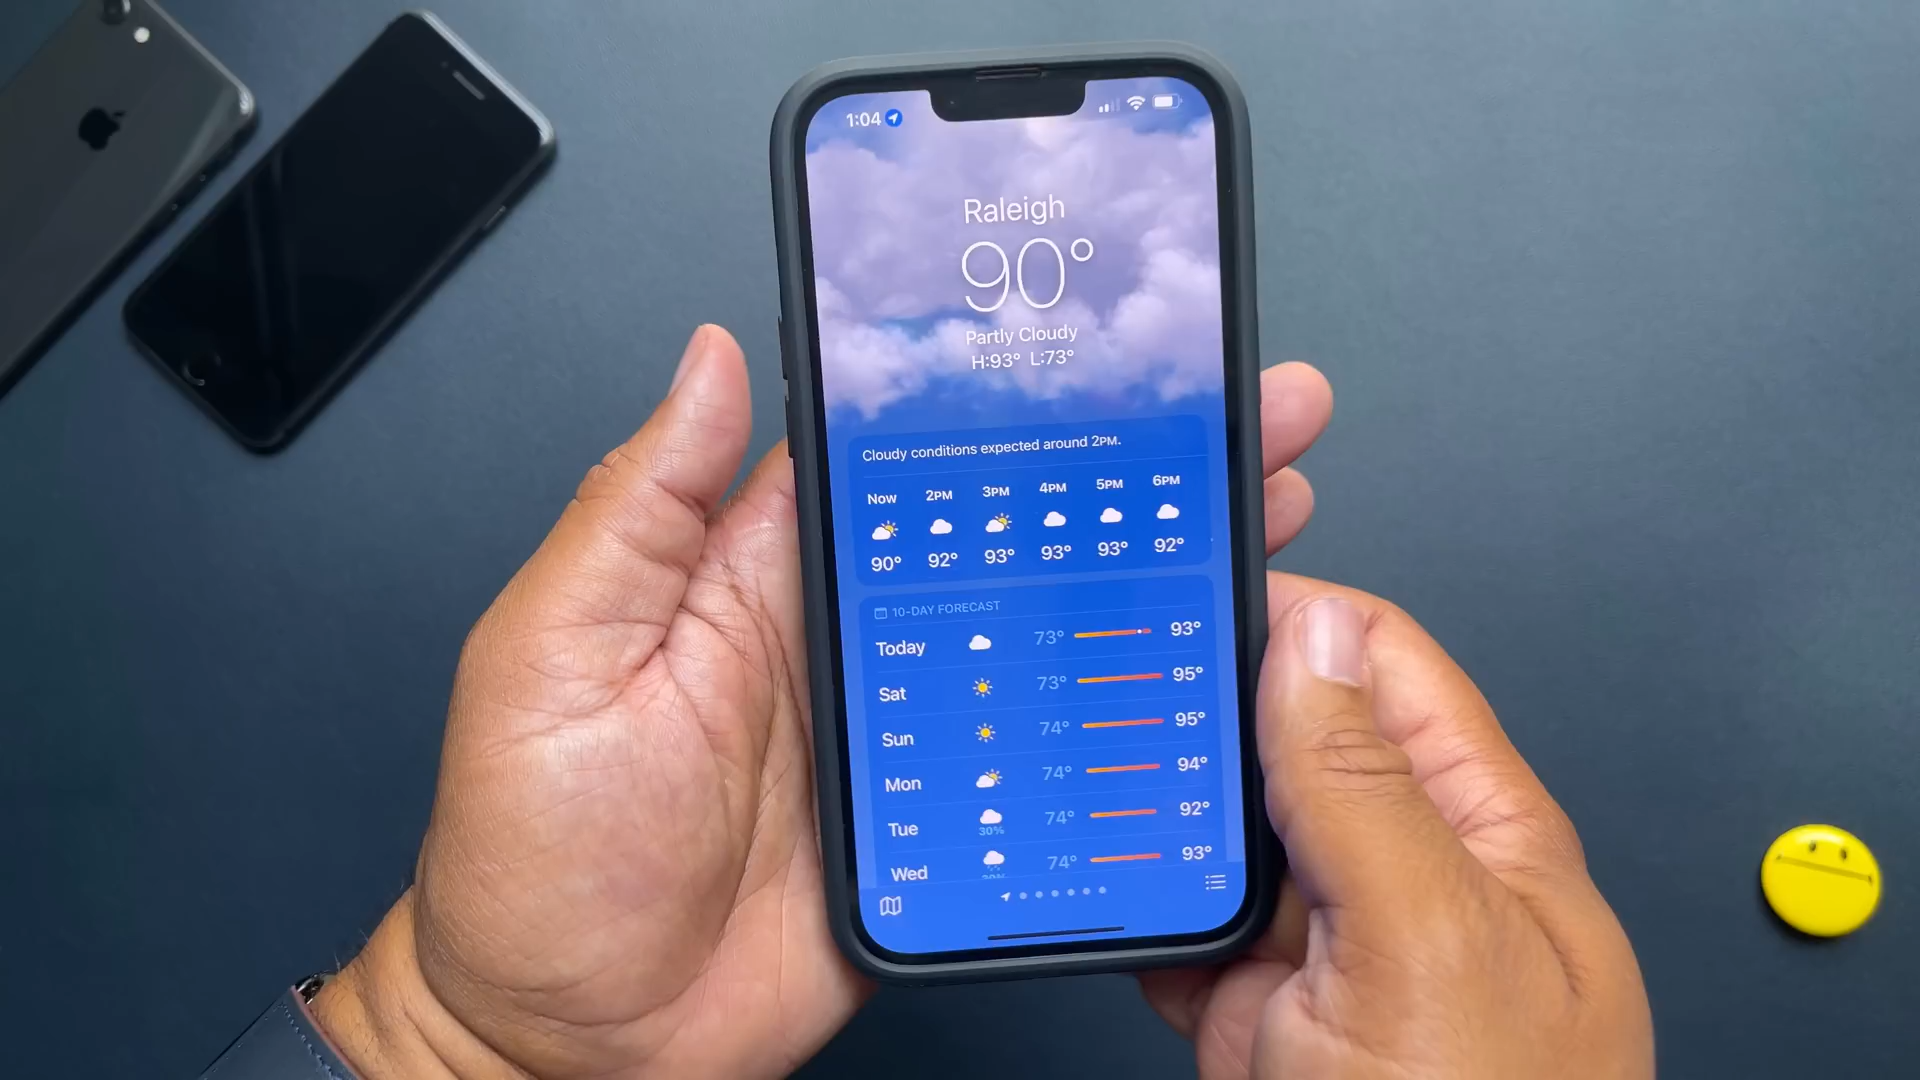 1:04
Raleigh
90°
Partly Cloudy
H:93° L:73°
Cloudy conditions expected around 2PM.
Now 2PM 3PM 4PM 5PM 6PM
90° 92° 93° 93° 93° 92°
10-DAY FORECAST
Today 73° 93°
Sat 73° 95°
Sun 74° 95°
Mon 74° 94°
Tue 74° 92°
30%
Wed 74° 93°